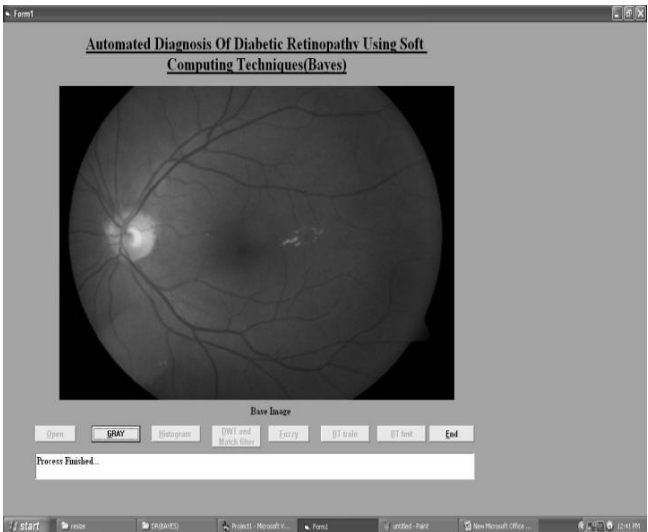 Form1
Automated Diagnosis Of Diabetic Retinopathy Using Soft
Computing Techniques(Bayes)
Base Image
Open GRAY Histogram DWT and Match filter Fuzzy BT train BT test End
Process Finished...
start resize DR(BAYES) Project1 - Microsoft V... Form1 untitled - Paint New Microsoft Office ... 12:41 PM